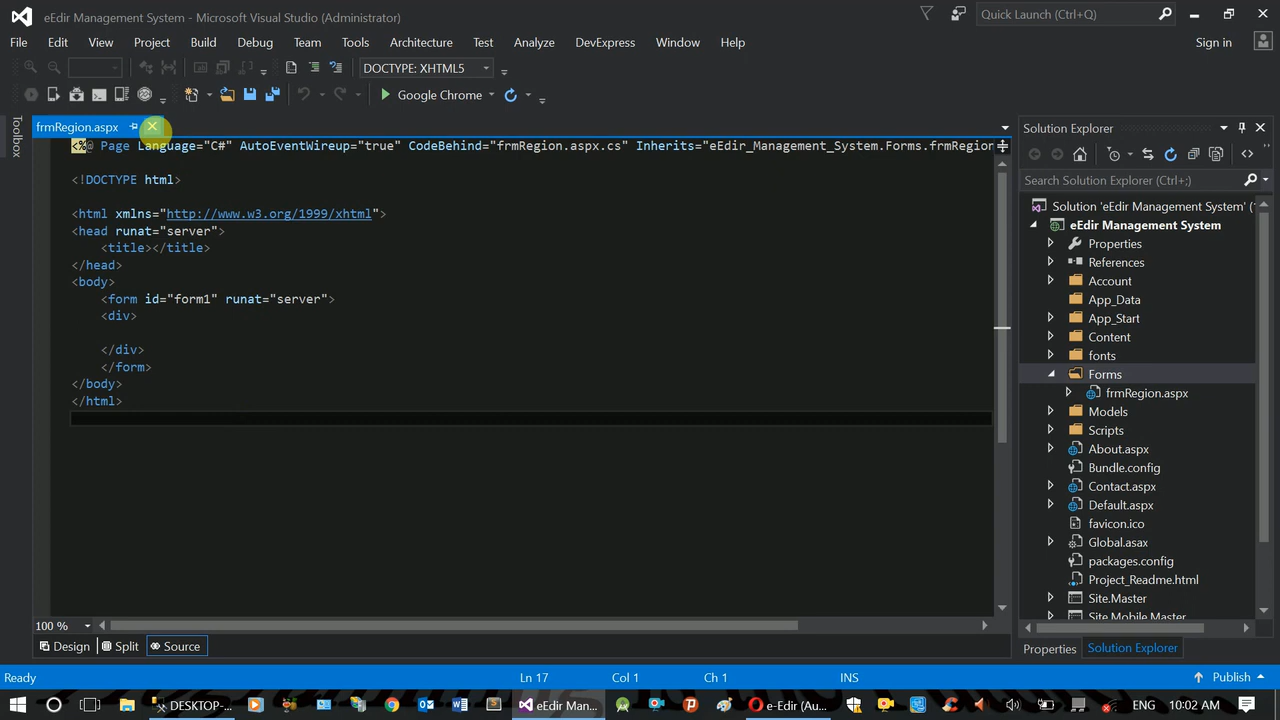 eEdir Management System - Microsoft Visual Studio (Administrator)
Quick Launch (Ctrl+Q)
File Edit View Project Build Debug Team Tools Architecture Test Analyze DevExpress Window Help
Sign in
DOCTYPE: XHTML5
Google Chrome
Toolbox
frmRegion.aspx
<%@ Page Language="C#" AutoEventWireup="true" CodeBehind="frmRegion.aspx.cs" Inherits="eEdir_Management_System.Forms.frmRegion
<!DOCTYPE html>
<html xmlns="http://www.w3.org/1999/xhtml">
<head runat="server">
<title></title>
</head>
<body>
<form id="form1" runat="server">
<div>
</div>
</form>
</body>
</html>
100 %
Design Split Source
Solution Explorer
Search Solution Explorer (Ctrl+;)
Solution 'eEdir Management System' (
eEdir Management System
Properties
References
Account
App_Data
App_Start
Content
fonts
Forms
frmRegion.aspx
Models
Scripts
About.aspx
Bundle.config
Contact.aspx
Default.aspx
favicon.ico
Global.asax
packages.config
Project_Readme.html
Site.Master
Site.Mobile.Master
Properties Solution Explorer
Ready Ln 17 Col 1 Ch 1 INS Publish
DESKTOP-... eEdir Man... e-Edir (Au... ENG 10:02 AM